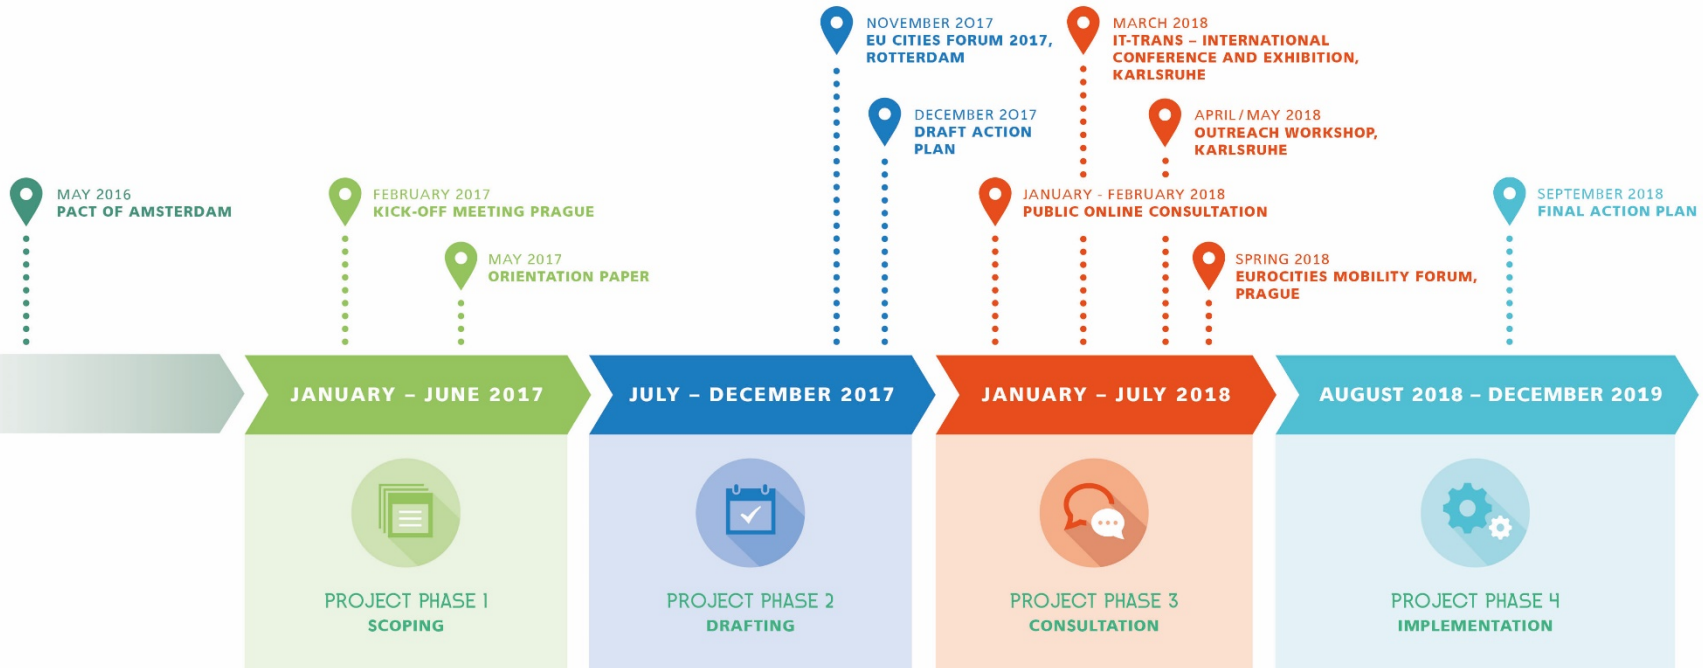 MAY 2016
PACT OF AMSTERDAM
FEBRUARY 2017
KICK-OFF MEETING PRAGUE
MAY 2017
ORIENTATION PAPER
NOVEMBER 2017
EU CITIES FORUM 2017,
ROTTERDAM
DECEMBER 2017
DRAFT ACTION
PLAN
JANUARY - FEBRUARY 2018
PUBLIC ONLINE CONSULTATION
MARCH 2018
IT-TRANS – INTERNATIONAL
CONFERENCE AND EXHIBITION,
KARLSRUHE
APRIL / MAY 2018
OUTREACH WORKSHOP,
KARLSRUHE
SPRING 2018
EUROCITIES MOBILITY FORUM,
PRAGUE
SEPTEMBER 2018
FINAL ACTION PLAN
JANUARY – JUNE 2017
JULY – DECEMBER 2017
JANUARY – JULY 2018
AUGUST 2018 – DECEMBER 2019
PROJECT PHASE 1
SCOPING
PROJECT PHASE 2
DRAFTING
PROJECT PHASE 3
CONSULTATION
PROJECT PHASE 4
IMPLEMENTATION